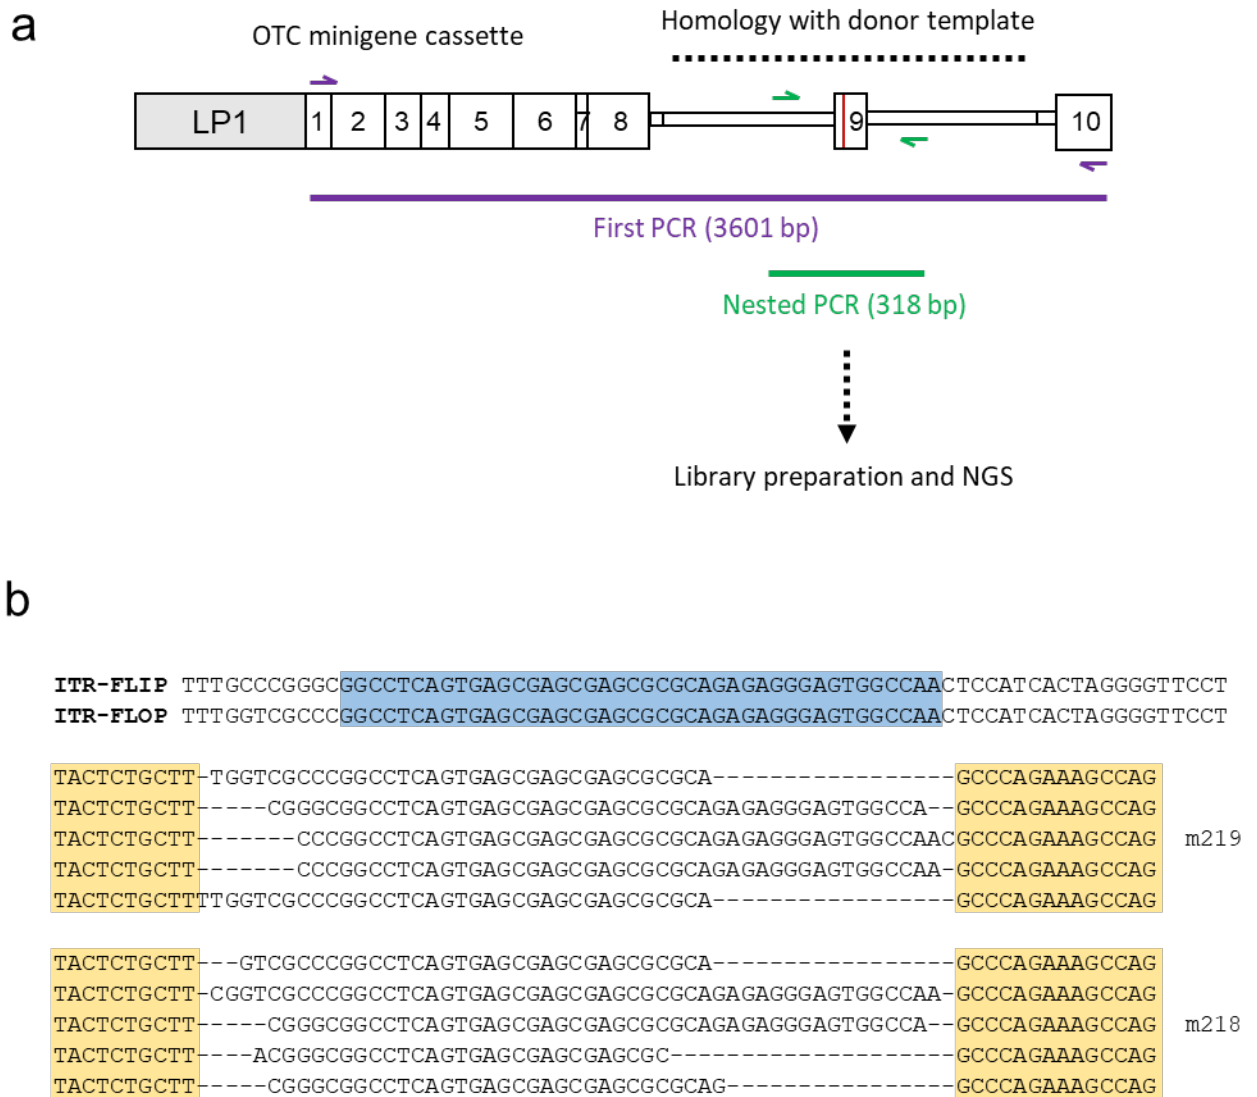 a
Homology with donor template
OTC minigene cassette
LP1 1 2 3 4 5 6 7 8 9 10
First PCR (3601 bp)
Nested PCR (318 bp)
Library preparation and NGS
b
ITR-FLIP TTTGCCCGGGCGGCCTCAGTGAGCGAGCGAGCGCGCAGAGAGGGAGTGGCCAACTCCATCACTAGGGGTTCCT
ITR-FLOP TTTGGTCGCCCGGCCTCAGTGAGCGAGCGAGCGCGCAGAGAGGGAGTGGCCAACTCCATCACTAGGGGTTCCT
TACTCTGCTT-TGGTCGCCCGGCCTCAGTGAGCGAGCGAGCGCGCA-----------------GCCCAGAAAGCCAG
TACTCTGCTT-----CGGGCGGCCTCAGTGAGCGAGCGAGCGCGCAGAGAGGGAGTGGCCA--GCCCAGAAAGCCAG
TACTCTGCTT-------CCCGGCCTCAGTGAGCGAGCGAGCGCGCAGAGAGGGAGTGGCCAACGCCCAGAAAGCCAG m219
TACTCTGCTT-------CCCGGCCTCAGTGAGCGAGCGAGCGCGCAGAGAGGGAGTGGCCAA-GCCCAGAAAGCCAG
TACTCTGCTTTTGGTCGCCCGGCCTCAGTGAGCGAGCGAGCGCGCA-----------------GCCCAGAAAGCCAG
TACTCTGCTT---GTCGCCCGGCCTCAGTGAGCGAGCGAGCGCGCA-----------------GCCCAGAAAGCCAG
TACTCTGCTT-CGGTCGCCCGGCCTCAGTGAGCGAGCGAGCGCGCAGAGAGGGAGTGGCCAA-GCCCAGAAAGCCAG
TACTCTGCTT-----CGGGCGGCCTCAGTGAGCGAGCGAGCGCGCAGAGAGGGAGTGGCCA--GCCCAGAAAGCCAG m218
TACTCTGCTT----ACGGGCGGCCTCAGTGAGCGAGCGAGCGC--------------------GCCCAGAAAGCCAG
TACTCTGCTT-----CGGGCGGCCTCAGTGAGCGAGCGAGCGCGCAG----------------GCCCAGAAAGCCAG